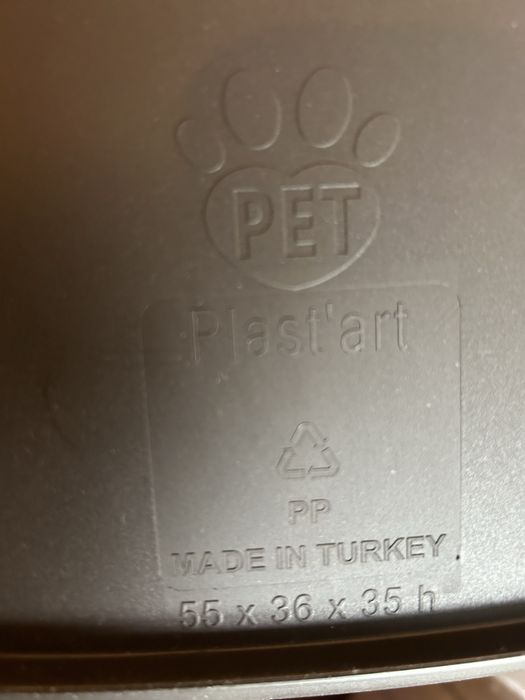 PET
Plast'art
PP
MADE IN TURKEY
55 x 36 x 35 h